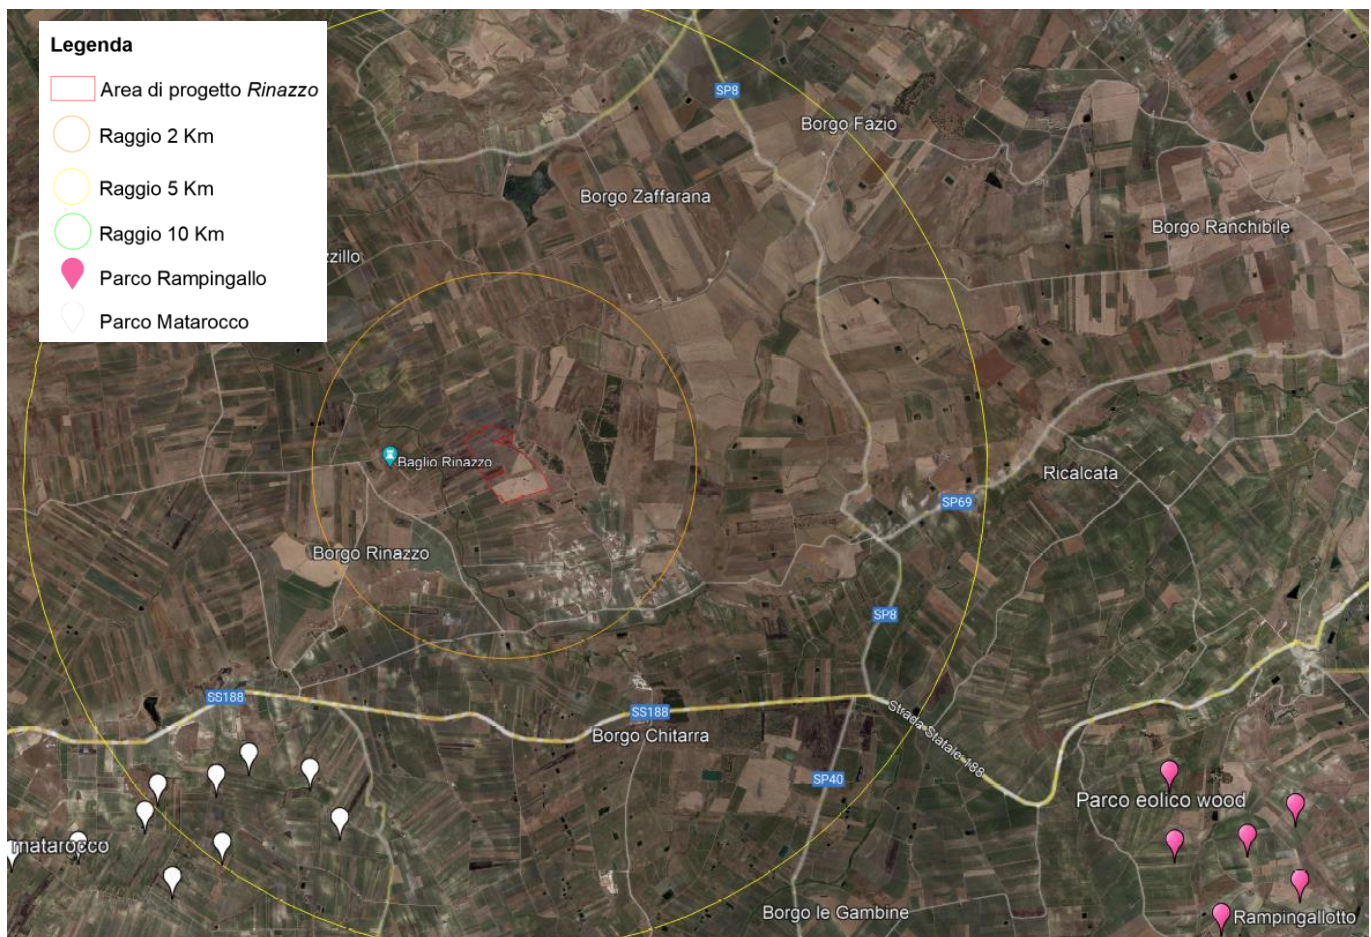 Legenda
Area di progetto Rinazzo
Raggio 2 Km
Raggio 5 Km
Raggio 10 Km
Parco Rampingallo
Parco Matarocco
SP8
Borgo Fazio
Borgo Zaffarana
Borgo Ranchibile
zzillo
Baglio Rinazzo
Ricalcata
SP69
Borgo Rinazzo
SP8
SS188
SS188
Strada Statale 188
Borgo Chitarra
SP40
Parco eolico wood
matarocco
Borgo le Gambine
Rampingallotto